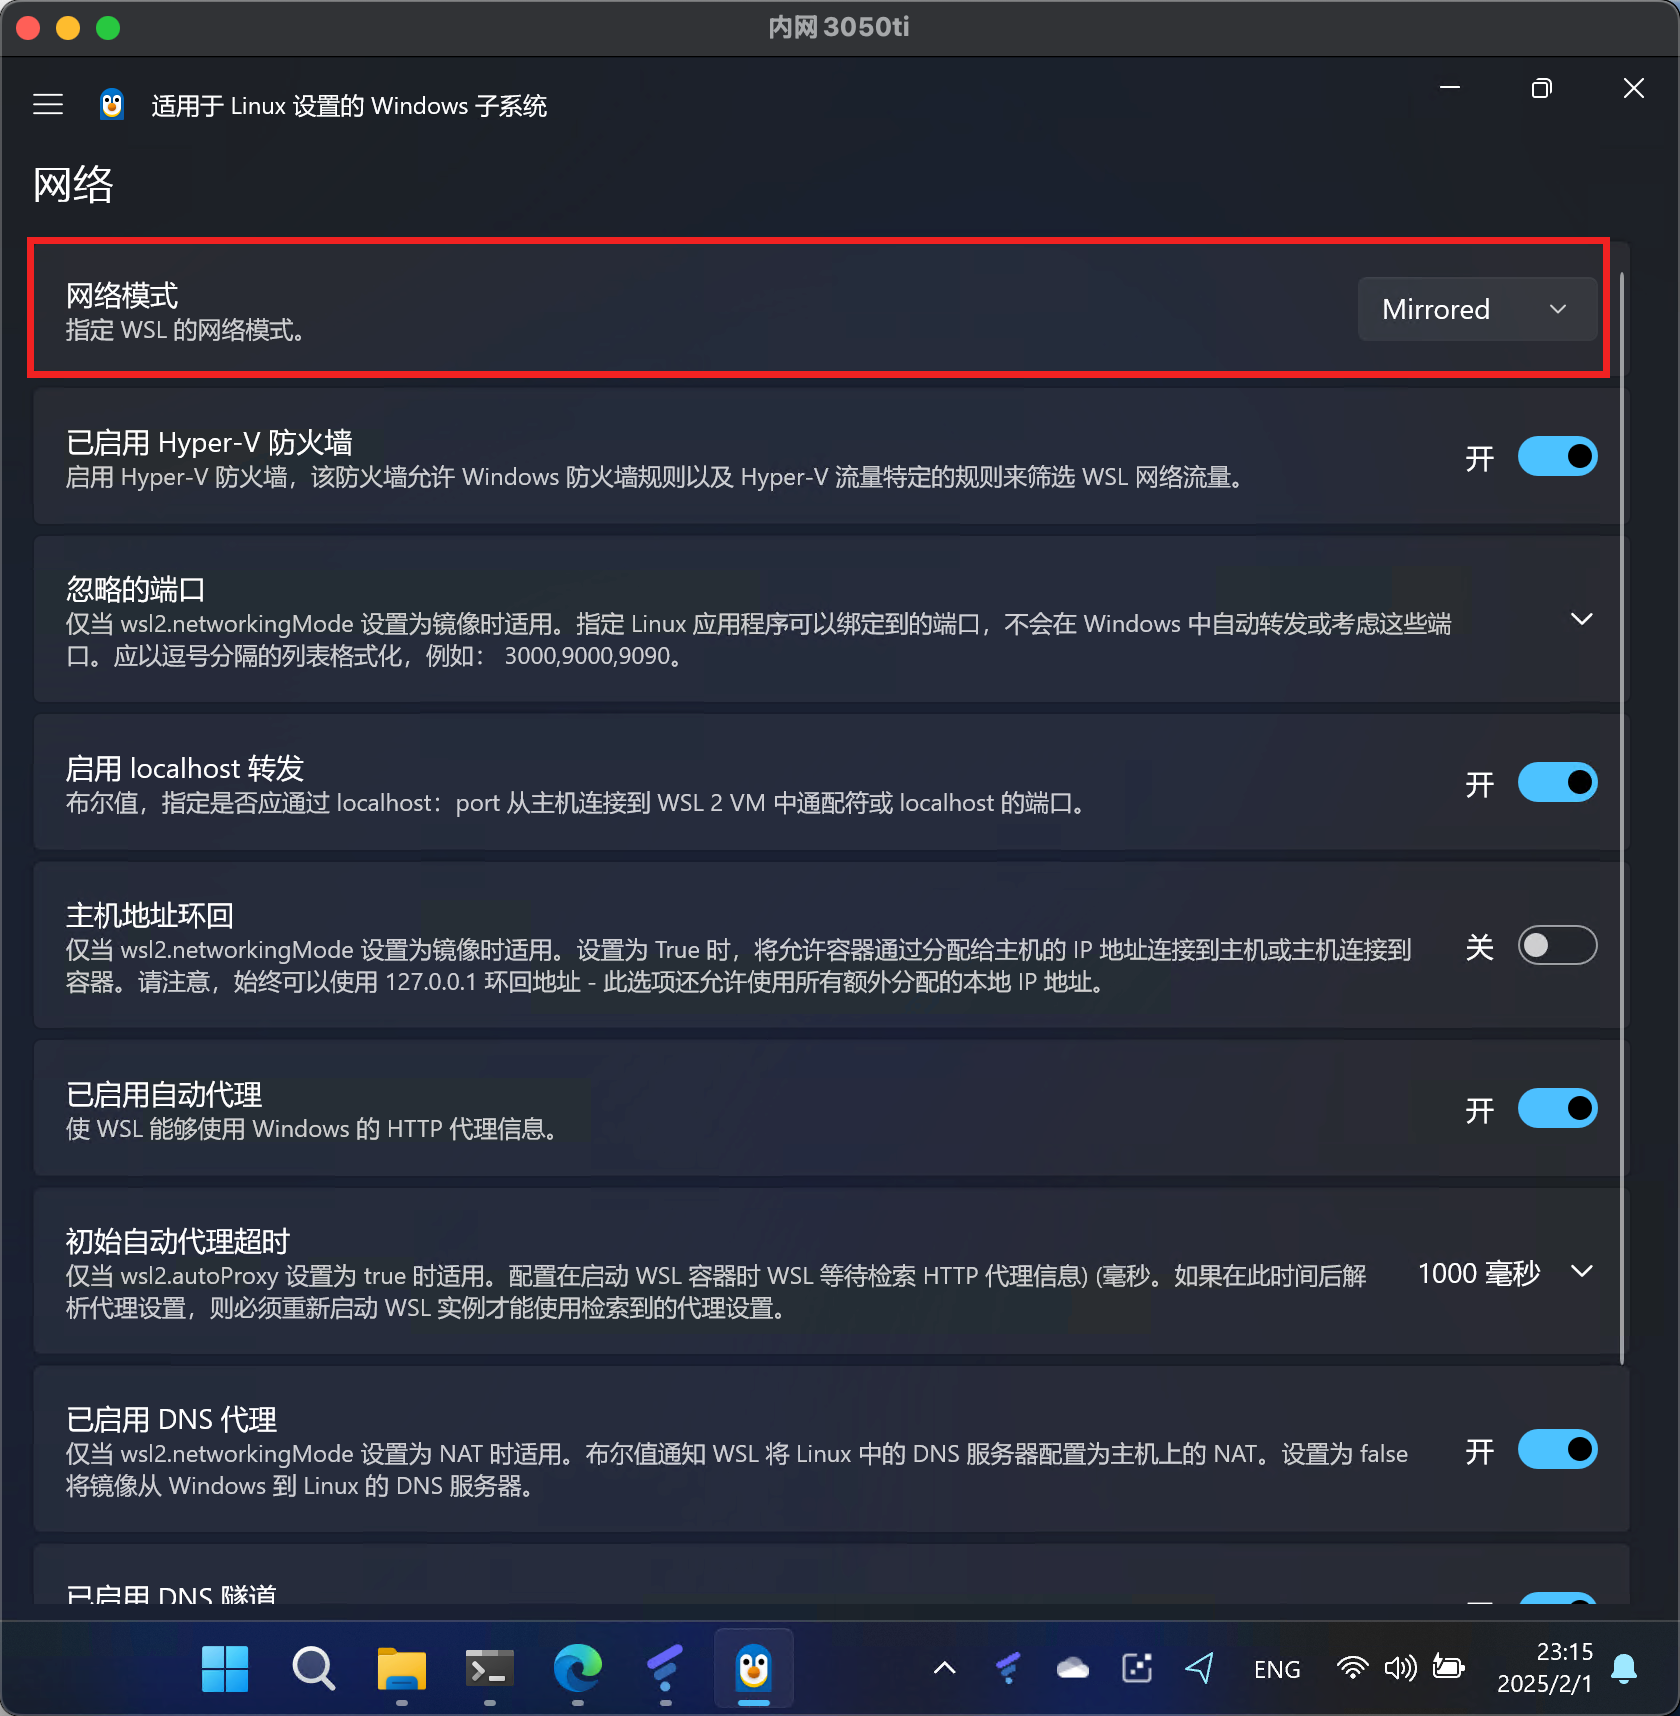 内网 3050ti
适用于 Linux 设置的 Windows 子系统
网络
网络模式
指定 WSL 的网络模式。
Mirrored
已启用 Hyper-V 防火墙
启用 Hyper-V 防火墙，该防火墙允许 Windows 防火墙规则以及 Hyper-V 流量特定的规则来筛选 WSL 网络流量。
开
忽略的端口
仅当 wsl2.networkingMode 设置为镜像时适用。指定 Linux 应用程序可以绑定到的端口，不会在 Windows 中自动转发或考虑这些端
口。应以逗号分隔的列表格式化，例如： 3000,9000,9090。
启用 localhost 转发
布尔值，指定是否应通过 localhost：port 从主机连接到 WSL 2 VM 中通配符或 localhost 的端口。
开
主机地址环回
仅当 wsl2.networkingMode 设置为镜像时适用。设置为 True 时，将允许容器通过分配给主机的 IP 地址连接到主机或主机连接到
容器。请注意，始终可以使用 127.0.0.1 环回地址 - 此选项还允许使用所有额外分配的本地 IP 地址。
关
已启用自动代理
使 WSL 能够使用 Windows 的 HTTP 代理信息。
开
初始自动代理超时
仅当 wsl2.autoProxy 设置为 true 时适用。配置在启动 WSL 容器时 WSL 等待检索 HTTP 代理信息) (毫秒。如果在此时间后解
析代理设置，则必须重新启动 WSL 实例才能使用检索到的代理设置。
1000 毫秒
已启用 DNS 代理
仅当 wsl2.networkingMode 设置为 NAT 时适用。布尔值通知 WSL 将 Linux 中的 DNS 服务器配置为主机上的 NAT。设置为 false
将镜像从 Windows 到 Linux 的 DNS 服务器。
开
已启用 DNS 隧道
ENG
23:15
2025/2/1